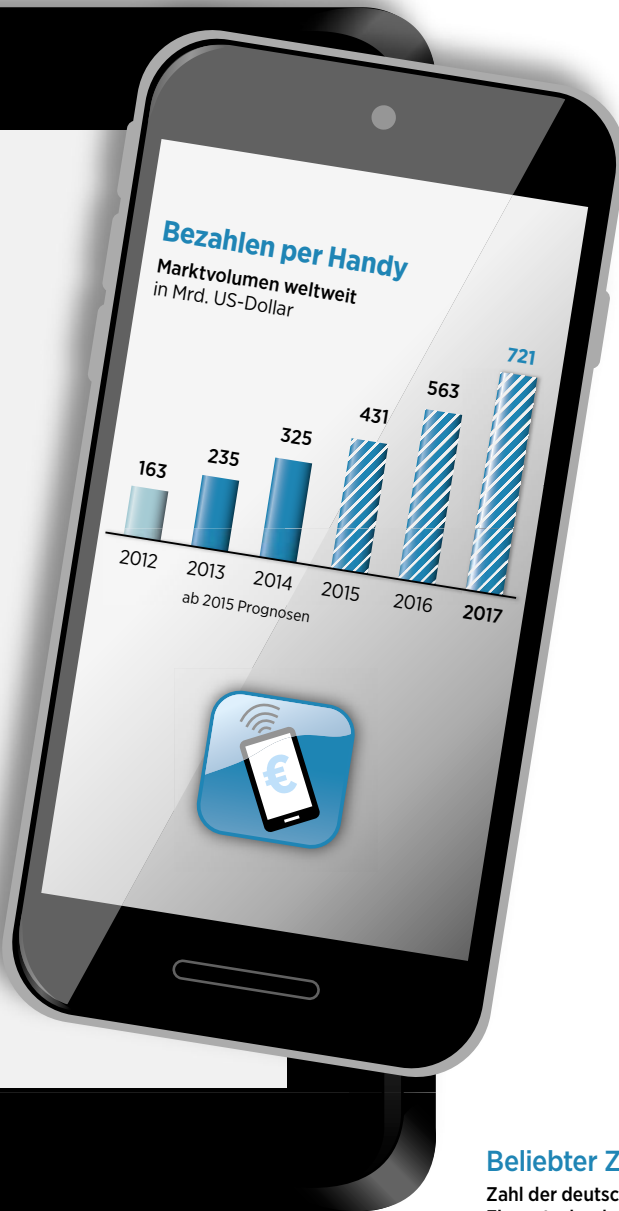 Bezahlen per Handy
Marktvolumen weltweit
in Mrd. US-Dollar
163 235 325 431 563 721
2012 2013 2014 2015 2016 2017
ab 2015 Prognosen
€
Beliebter
Zahl der